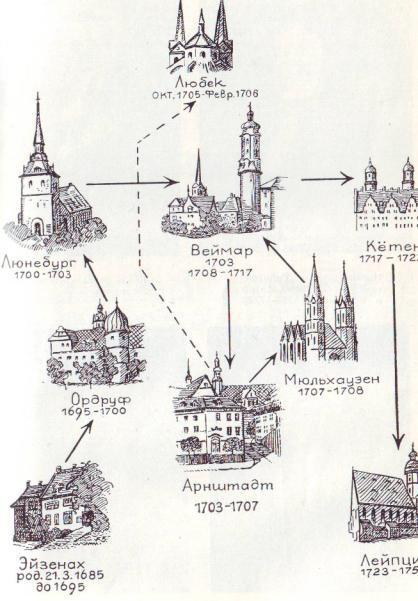 Любек
окт. 1705-Февр. 1706
Люнебург
1700-1703
Веймар
1703
1708-1717
Кётен
1717 – 172
Ордруф
1695-1700
Мюльхаузен
1707-1708
Арнштадт
1703-1707
Эйзенах
род. 21.3.1685
до 1695
Лейпци
1723-175